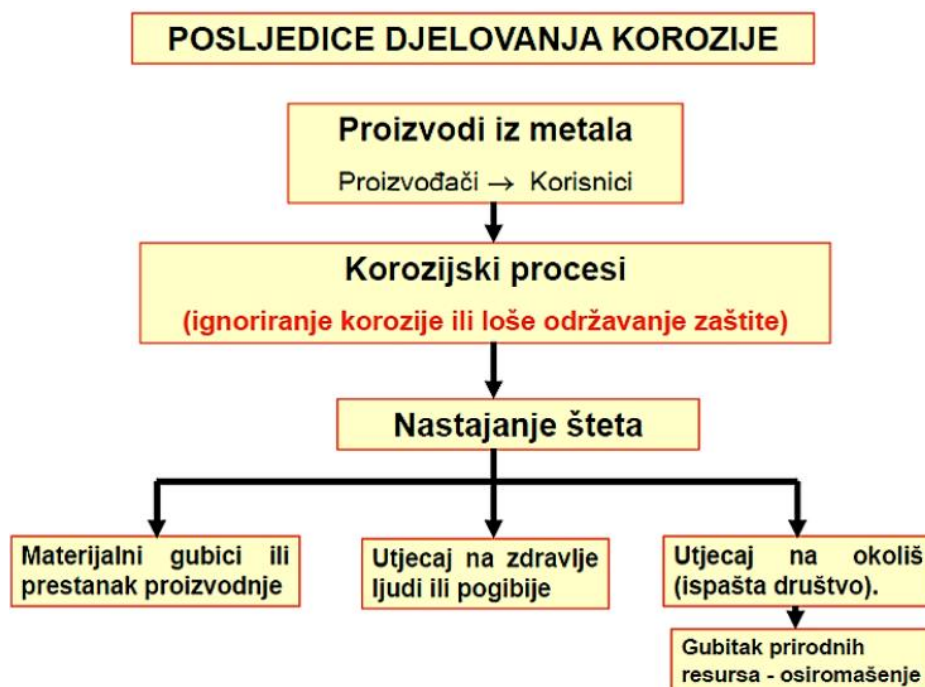 POSLJEDICE DJELOVANJA KOROZIJE
Proizvodi iz metala
Proizvođači → Korisnici
Korozijski procesi
(ignoriranje korozije ili loše održavanje zaštite)
Nastajanje šteta
Materijalni gubici ili
prestanak proizvodnje
Utjecaj na zdravlje
ljudi ili pogibije
Utjecaj na okoliš
(ispašta društvo).
Gubitak prirodnih
resursa - osiromašenje